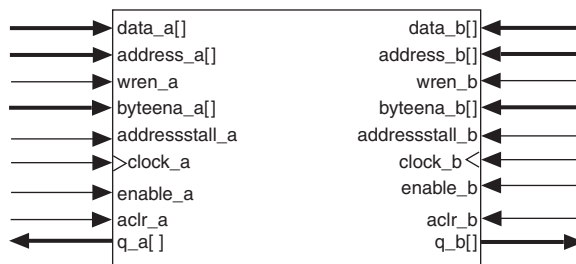 data_a[]
address_a[]
wren_a
byteena_a[]
addressstall_a
clock_a
enable_a
aclr_a
q_a[ ]
data_b[]
address_b[]
wren_b
byteena_b[]
addressstall_b
clock_b
enable_b
aclr_b
q_b[]